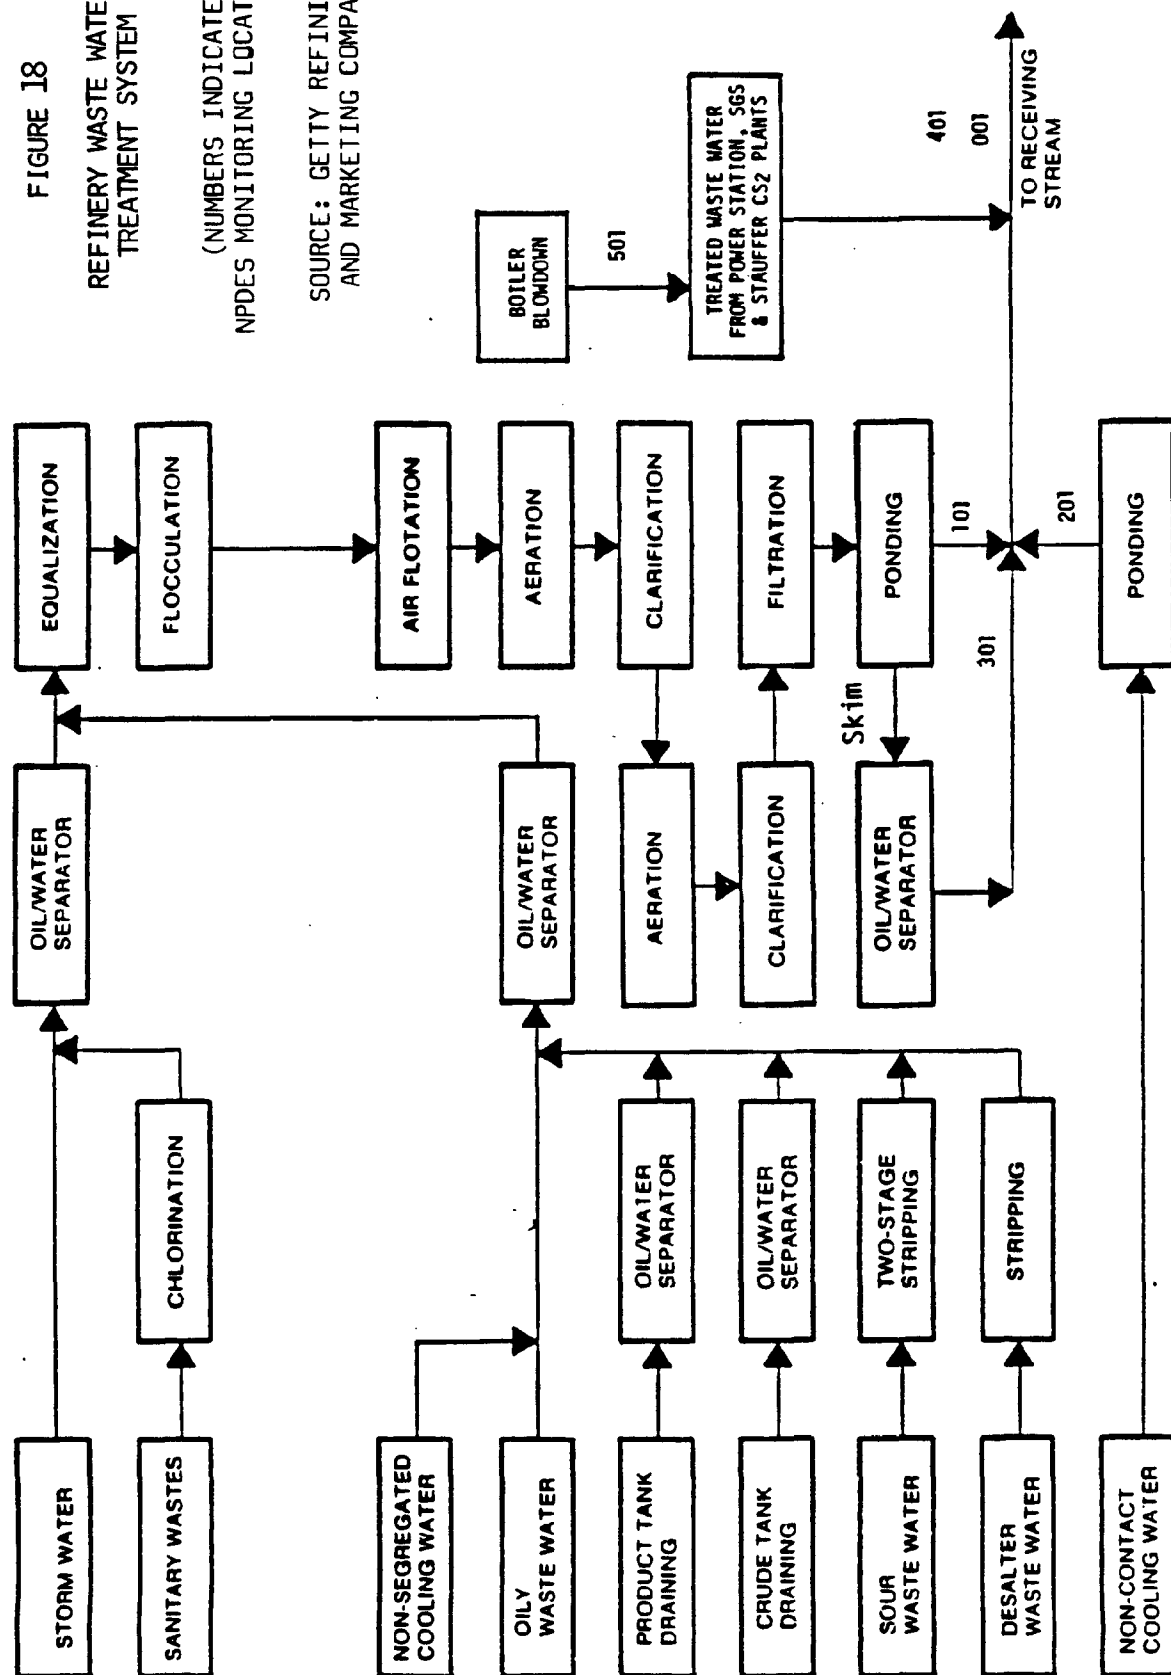 FIGURE 18
REFINERY WASTE WATE
TREATMENT SYSTEM
(NUMBERS INDICATE
NPDES MONITORING LOCAT
SOURCE: GETTY REFINI
AND MARKETING COMPA
STORM WATER
SANITARY WASTES
CHLORINATION
OIL/WATER
SEPARATOR
EQUALIZATION
FLOCCULATION
NON-SEGREGATED
COOLING WATER
OILY
WASTE WATER
OIL/WATER
SEPARATOR
AIR FLOTATION
AERATION
CLARIFICATION
BOILER
BLOWDOWN
501
PRODUCT TANK
DRAINING
OIL/WATER
SEPARATOR
AERATION
CRUDE TANK
DRAINING
OIL/WATER
SEPARATOR
CLARIFICATION
FILTRATION
TREATED WASTE WATER
FROM POWER STATION, SGS
& STAUFFER CS2 PLANTS
SOUR
WASTE WATER
TWO-STAGE
STRIPPING
OIL/WATER
SEPARATOR
Skim
PONDING
DESALTER
WASTE WATER
STRIPPING
301
101
201
401
001
TO RECEIVING
STREAM
NON-CONTACT
COOLING WATER
PONDING